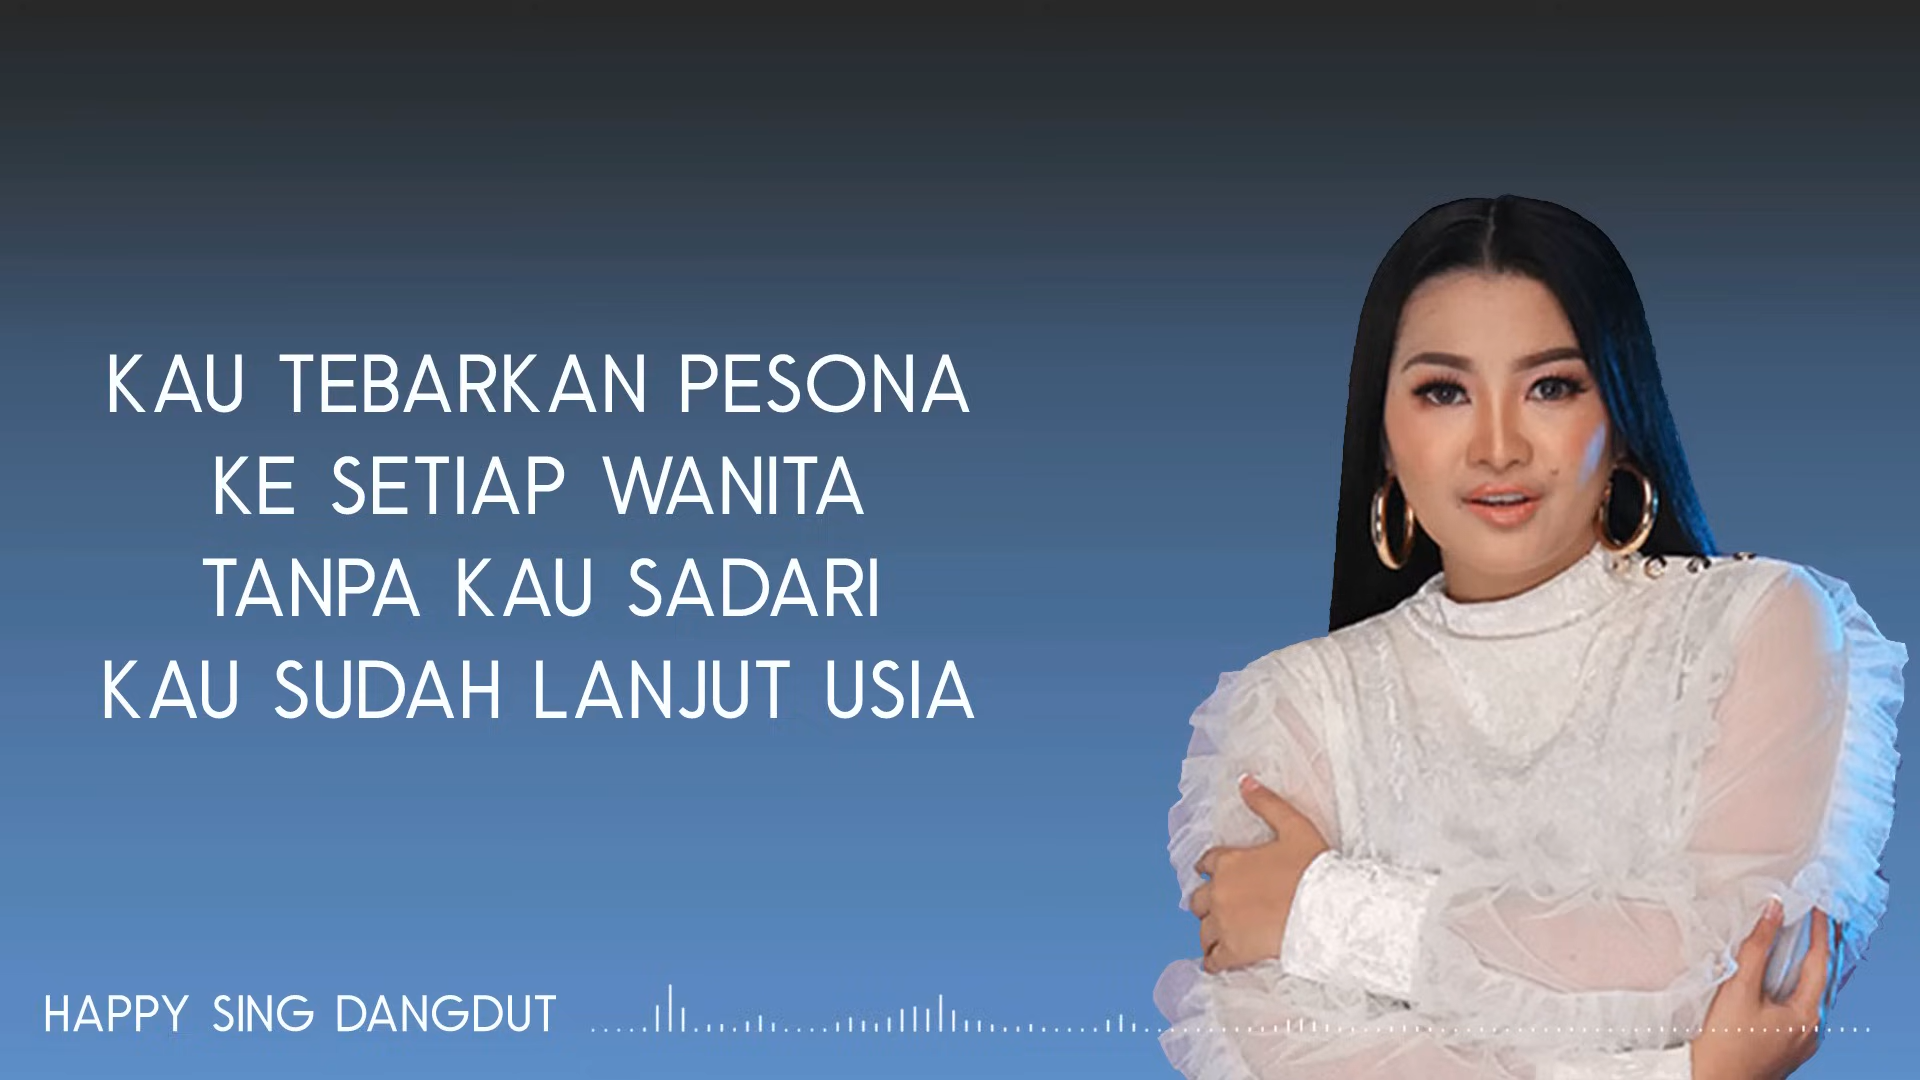 KAU TEBARKAN PESONA
KE SETIAP WANITA
TANPA KAU SADARI
KAU SUDAH LANJUT USIA
HAPPY SING DANGDUT